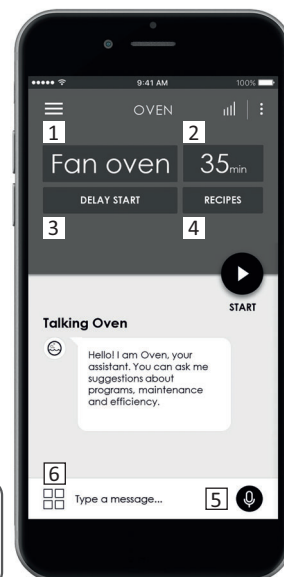 9:41 AM 100%
OVEN
1 2
Fan oven 35min
DELAY START RECIPES
3 4
START
Talking Oven
Hello! I am Oven, your
assistant. You can ask me
suggestions about
programs, maintenance
and efficiency.
6
Type a message... 5